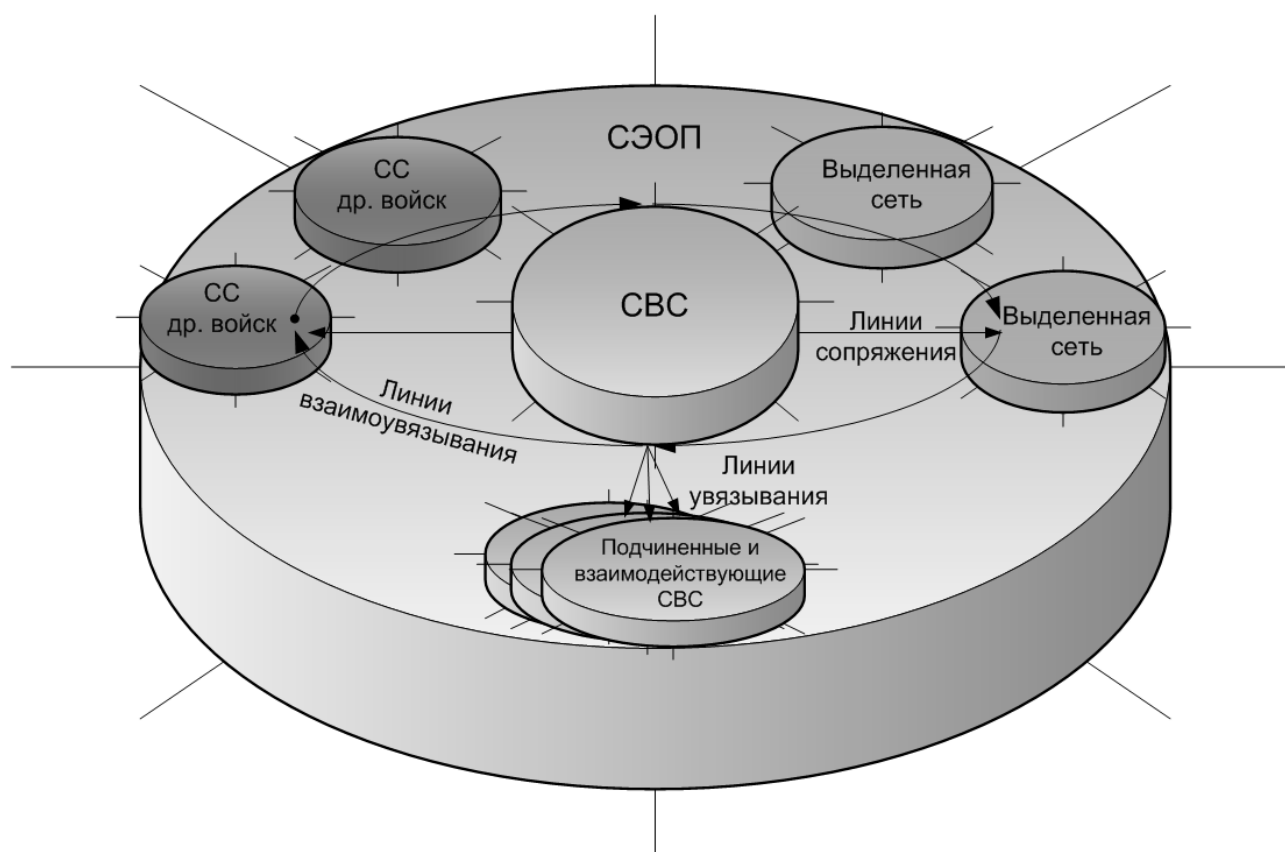 СЭОП
СС
др. войск
Выделенная
сеть
СС
др. войск
СВС
Линии
сопряжения
Выделенная
сеть
Линии
взаимоувязывания
Линии
увязывания
Подчиненные и
взаимодействующие
СВС